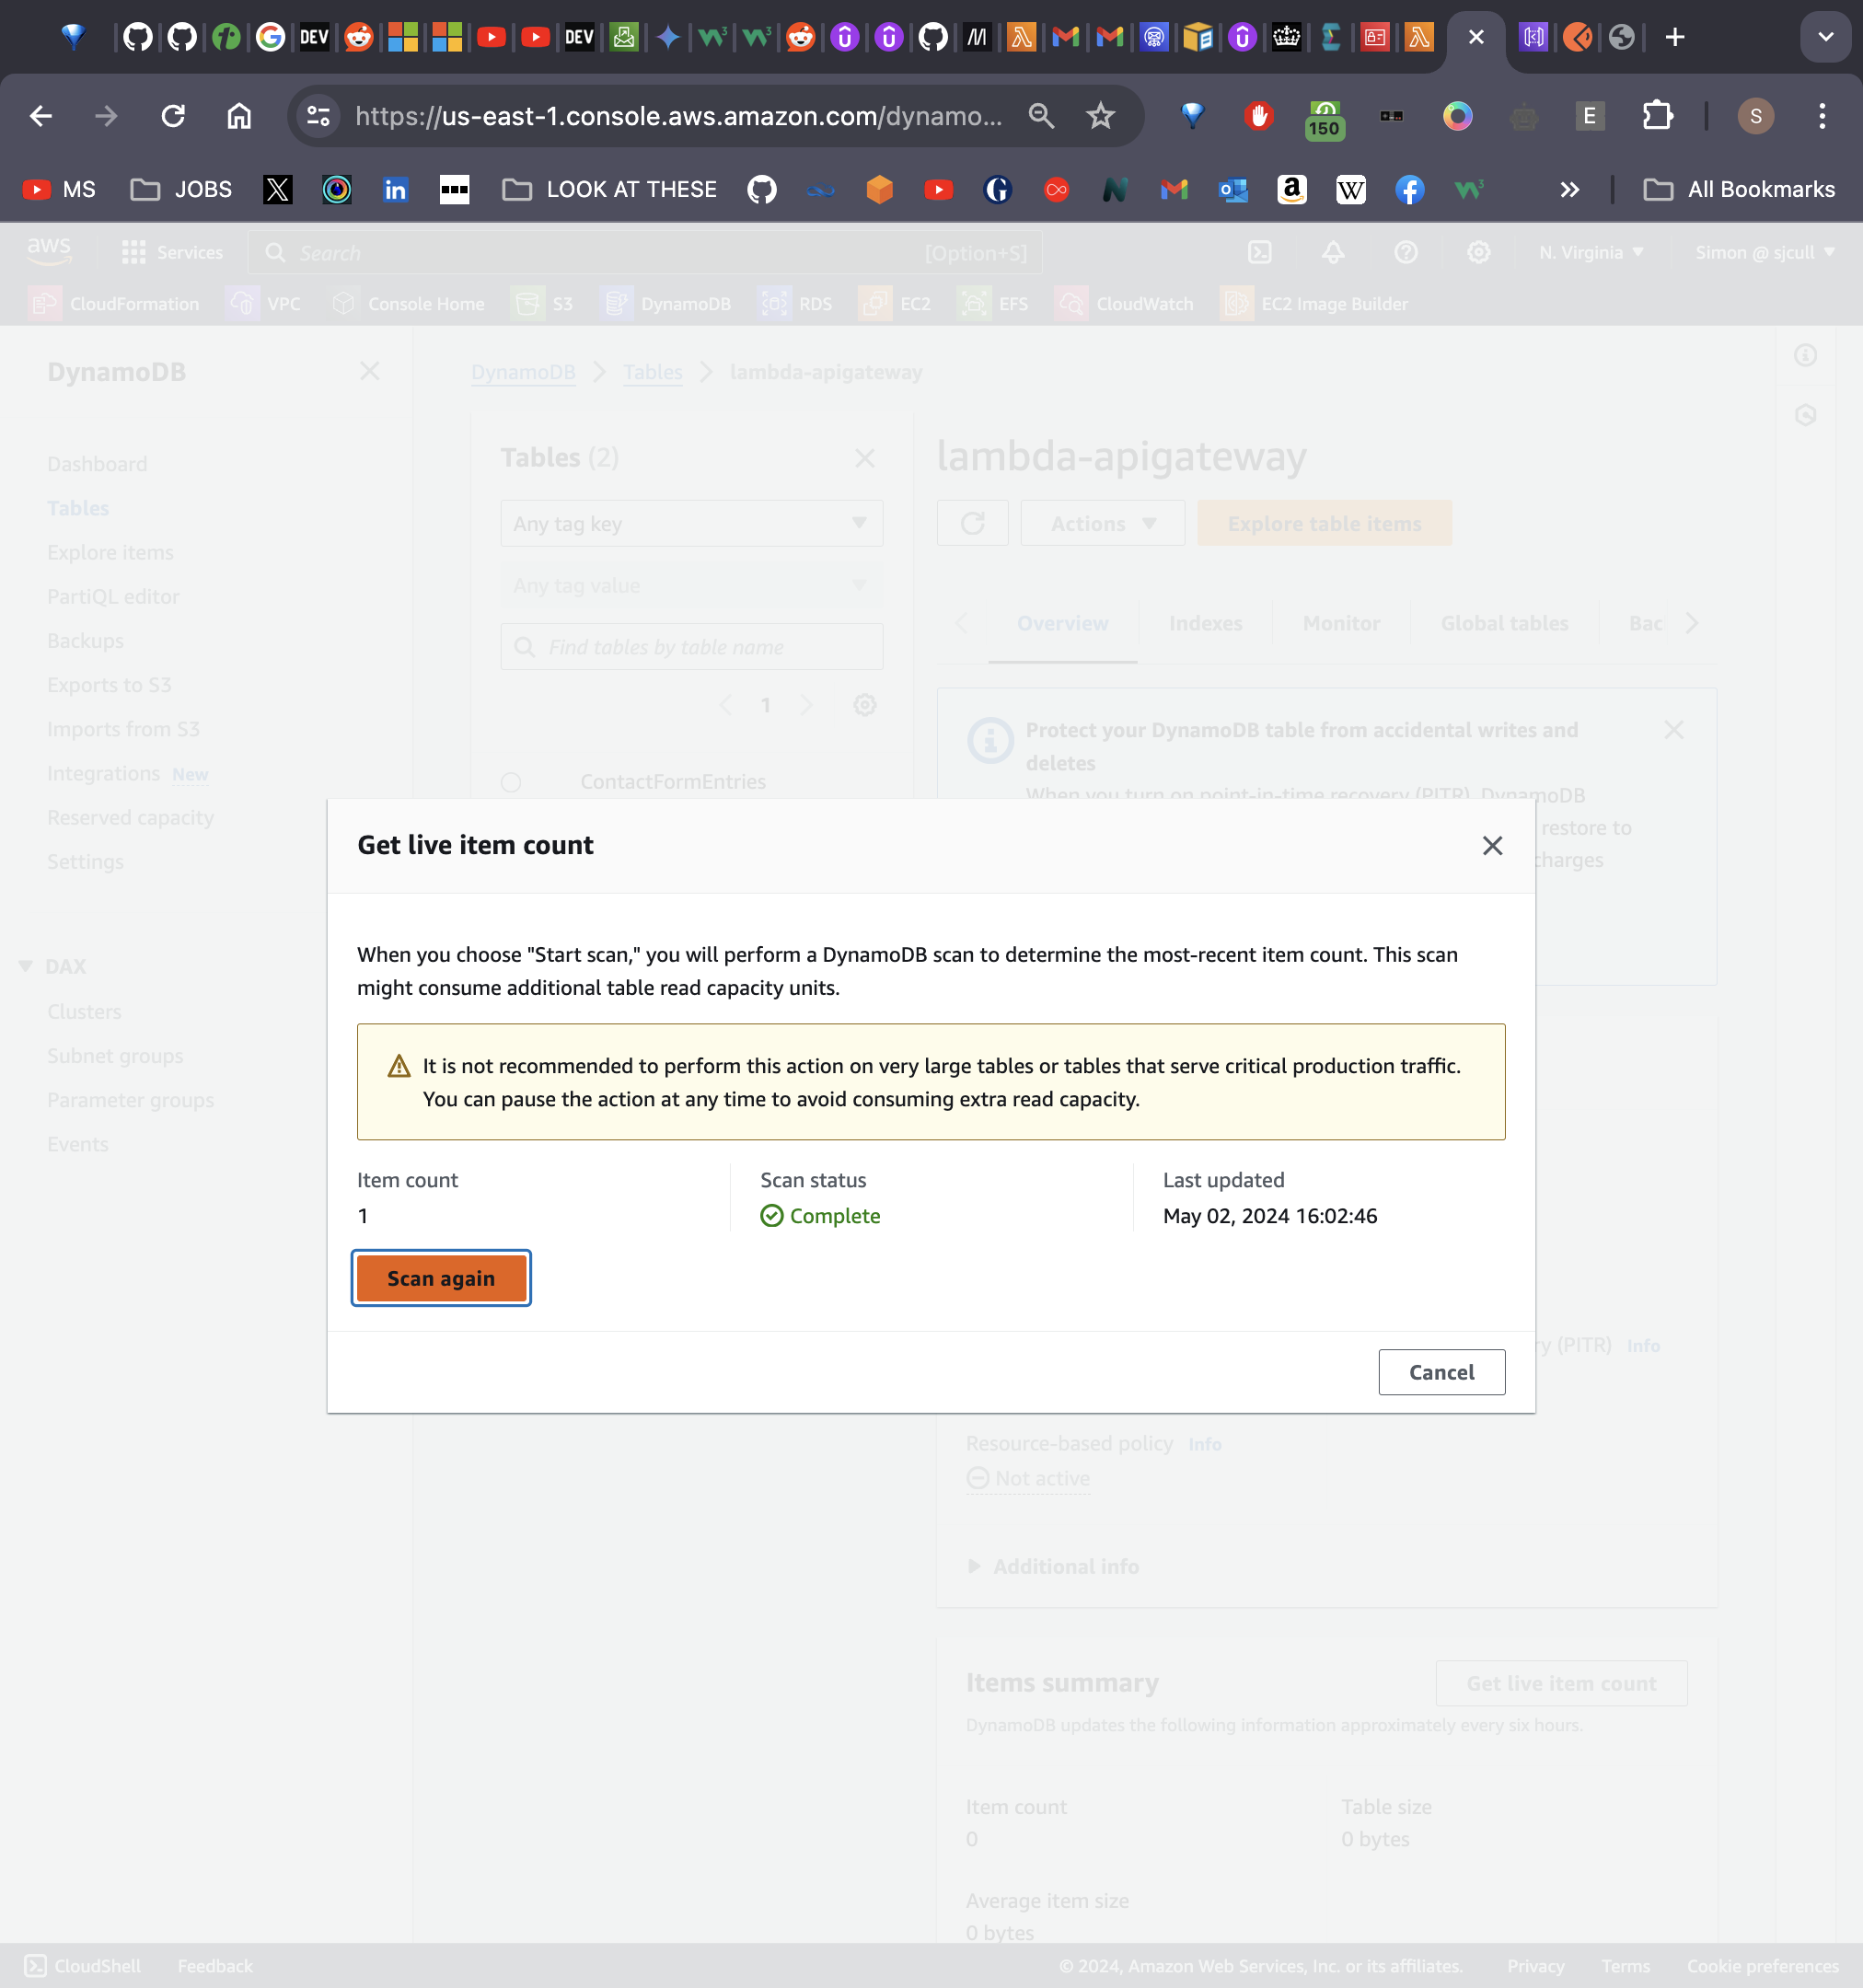 DEV
DEV
https://us-east-1.console.aws.amazon.com/dynamo...
150
E
S
MS
JOBS
LOOK AT THESE
All Bookmarks
aws
Services
Search
[Option+S]
N. Virginia
Simon @ sjcull
CloudFormation
VPC
Console Home
S3
DynamoDB
RDS
EC2
EFS
CloudWatch
EC2 Image Builder
DynamoDB
Dashboard
Tables
Explore items
PartiQL editor
Backups
Exports to S3
Imports from S3
Integrations New
Reserved capacity
Settings
DAX
Clusters
Subnet groups
Parameter groups
Events
DynamoDB
Tables
lambda-apigateway
Tables (2)
Any tag key
Any tag value
Find tables by table name
1
ContactFormEntries
lambda-apigateway
Actions
Explore table items
Overview
Indexes
Monitor
Global tables
Bac
Protect your DynamoDB table from accidental writes and
deletes
When you turn on point-in-time recovery (PITR), DynamoDB
restore to
charges
Get live item count
When you choose "Start scan," you will perform a DynamoDB scan to determine the most-recent item count. This scan
might consume additional table read capacity units.
It is not recommended to perform this action on very large tables or tables that serve critical production traffic.
You can pause the action at any time to avoid consuming extra read capacity.
Item count
1
Scan status
Complete
Last updated
May 02, 2024 16:02:46
Scan again
Cancel
ry (PITR) Info
Resource-based policy Info
Not active
Additional info
Items summary
Get live item count
DynamoDB updates the following information approximately every six hours.
Item count
0
Table size
0 bytes
Average item size
0 bytes
CloudShell
Feedback
© 2024, Amazon Web Services, Inc. or its affiliates.
Privacy
Terms
Cookie preferences